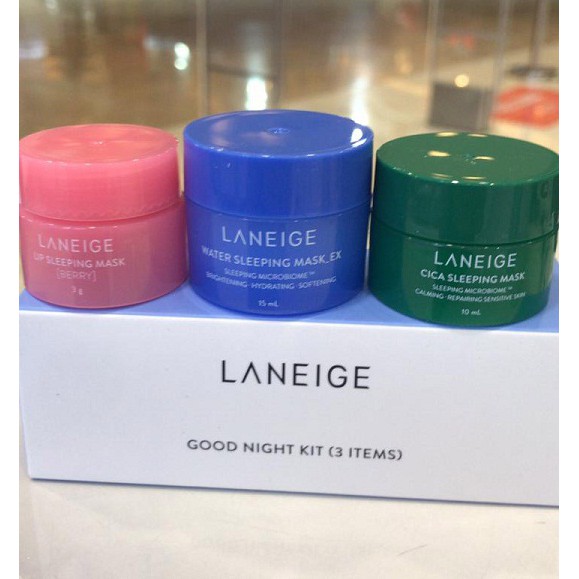 LANEIGE
LIP SLEEPING MASK
[BERRY]
3 g
LANEIGE
WATER SLEEPING MASK_EX
SLEEPING MICROBIOME™
BRIGHTENING · HYDRATING · SOFTENING
15 mL
LANEIGE
CICA SLEEPING MASK
SLEEPING MICROBIOME™
CALMING · REPAIRING SENSITIVE SKIN
10 mL
LANEIGE
GOOD NIGHT KIT (3 ITEMS)